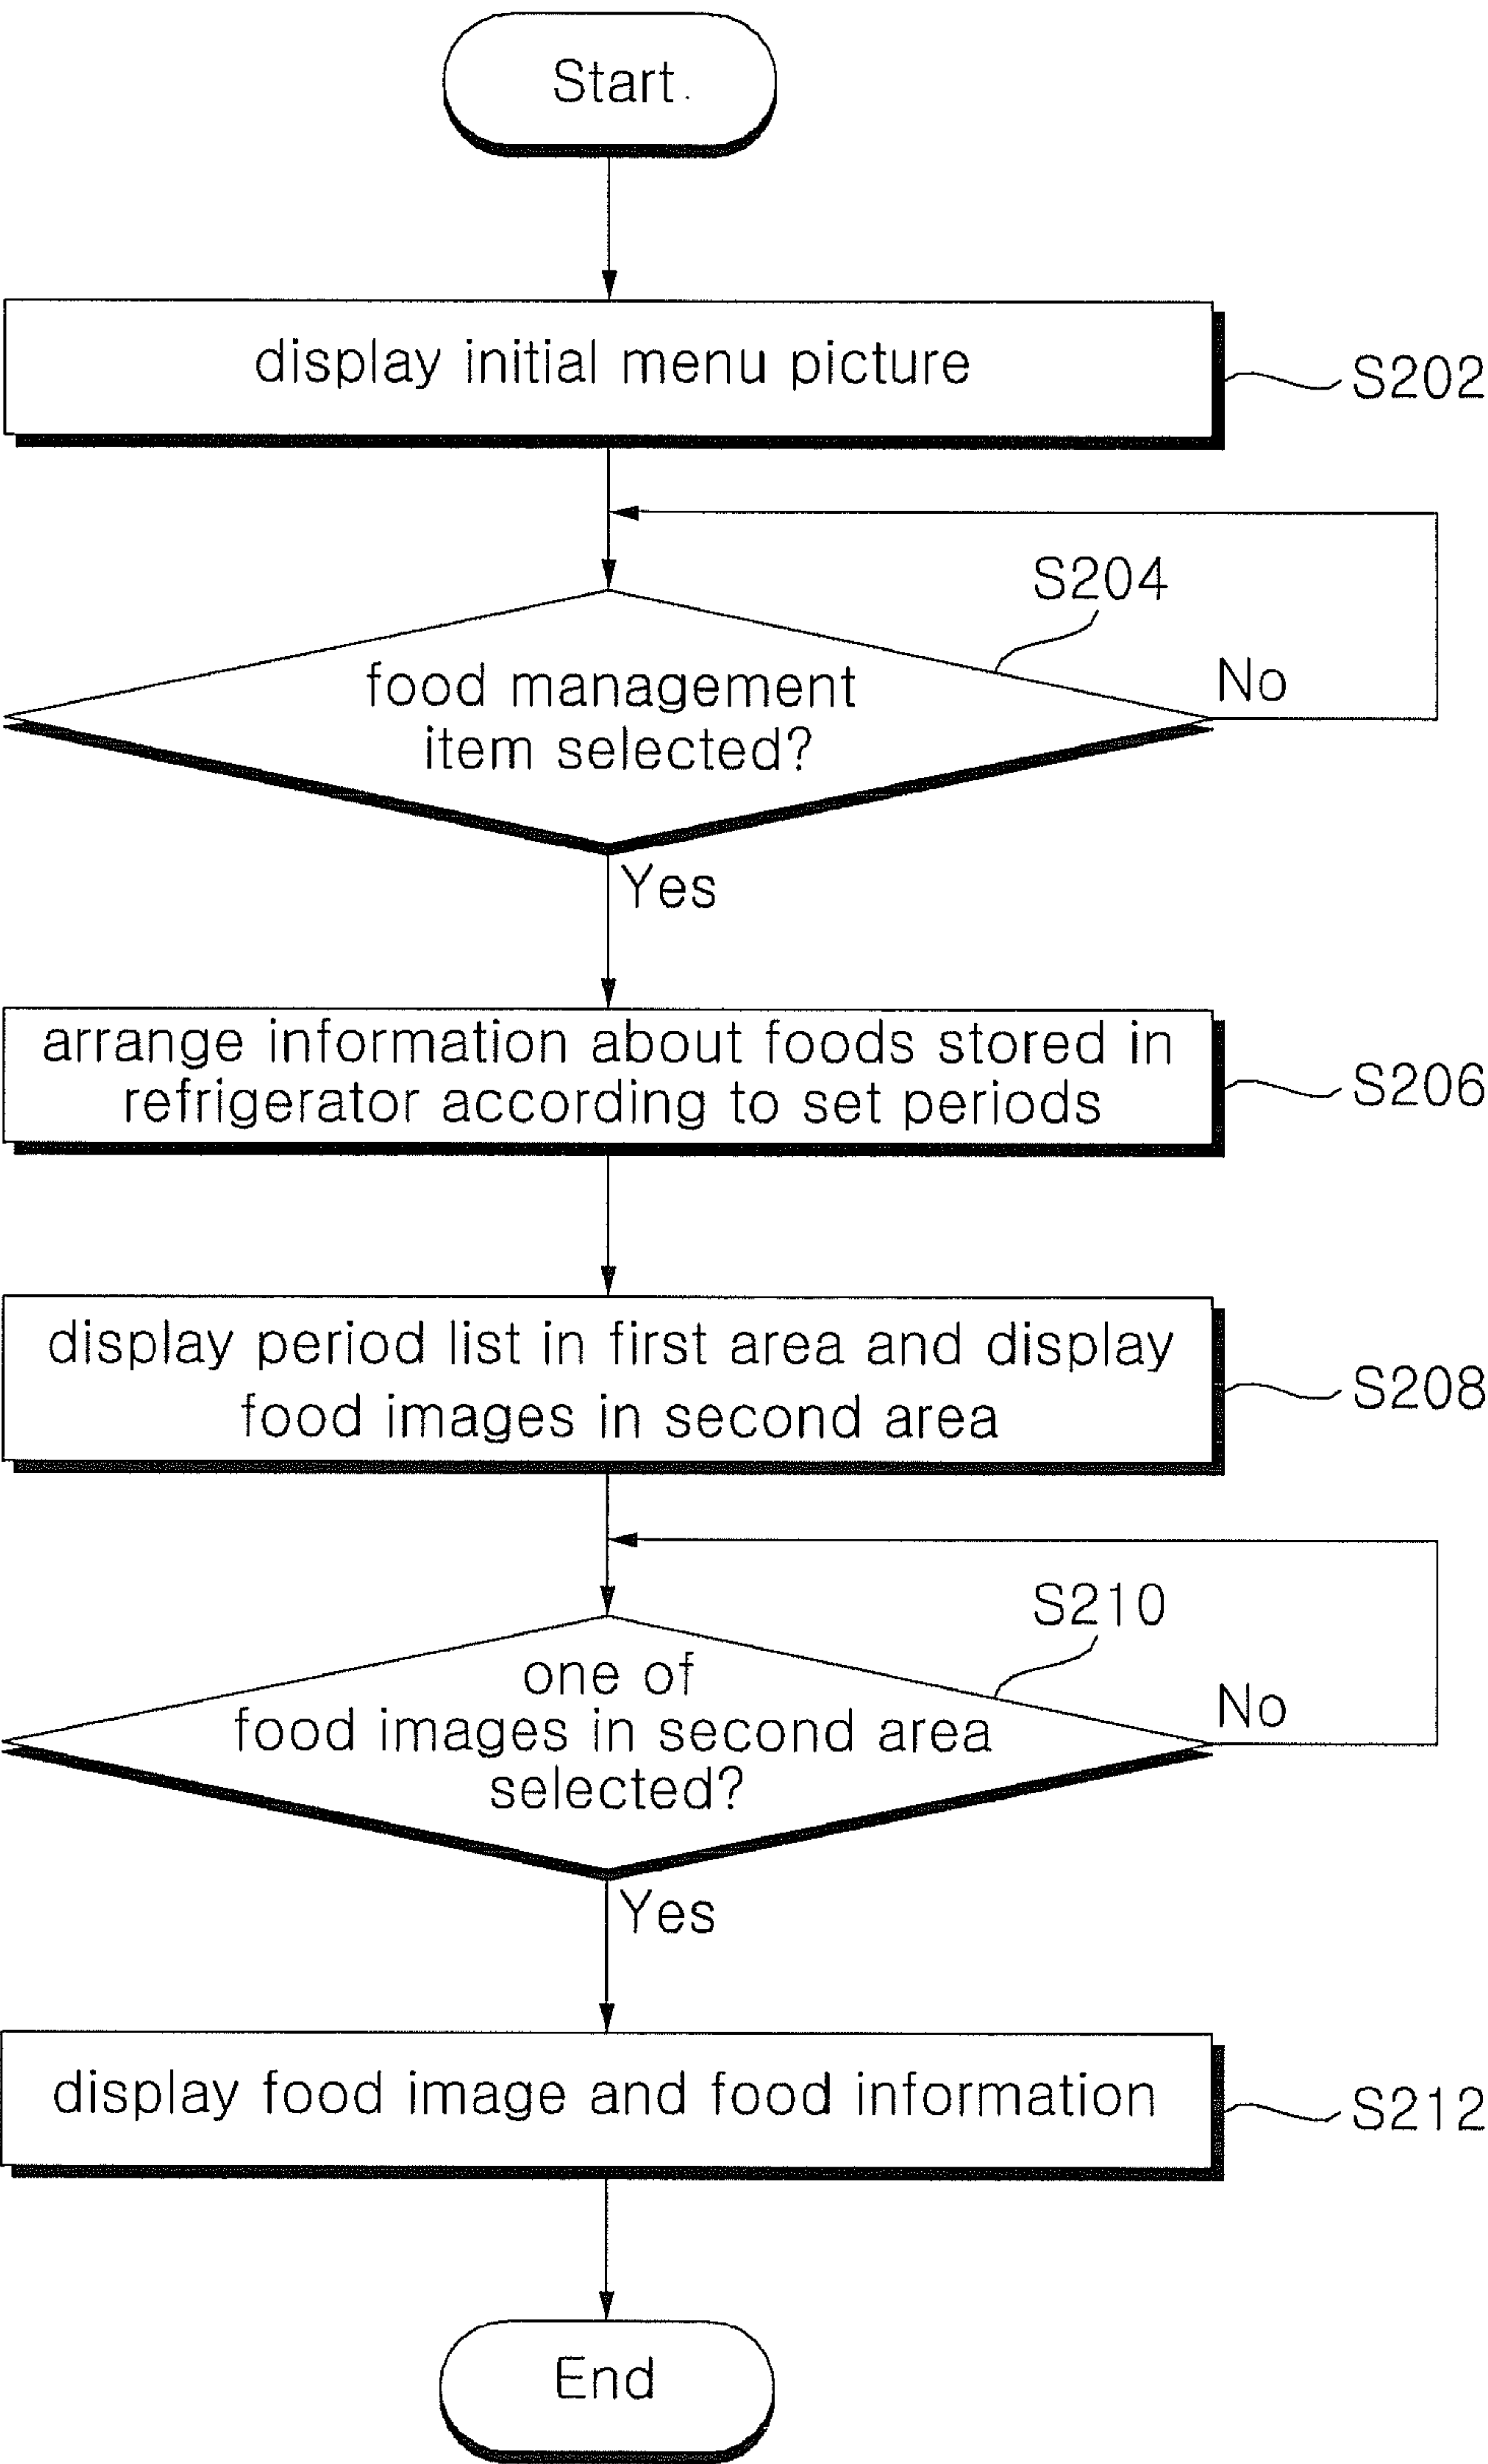 Start
display initial menu picture
S202
S204
food management
item selected?
No
Yes
arrange information about foods stored in
refrigerator according to set periods
S206
display period list in first area and display
food images in second area
S208
S210
one of
food images in second area
selected?
No
Yes
display food image and food information
S212
End